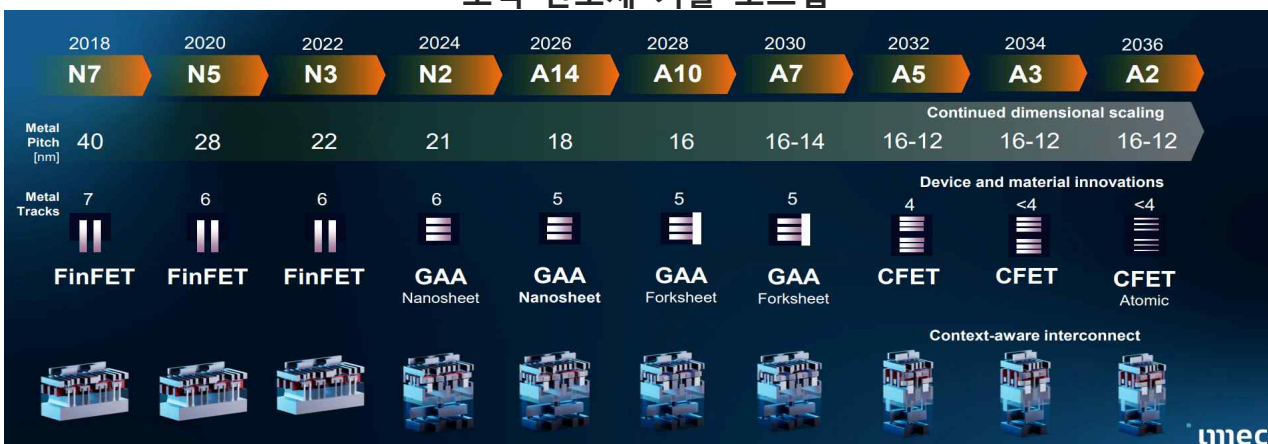 2018 2020 2022 2024 2026 2028 2030 2032 2034 2036
N7 N5 N3 N2 A14 A10 A7 A5 A3 A2
Continued dimensional scaling
Metal
Pitch
[nm]
40 28 22 21 18 16 16-14 16-12 16-12 16-12
Device and material innovations
Metal
Tracks
7 6 6 6 5 5 5 4 <4 <4
FinFET FinFET FinFET GAA GAA GAA GAA CFET CFET CFET
Nanosheet Nanosheet Forksheet Forksheet Atomic
Context-aware interconnect
imec